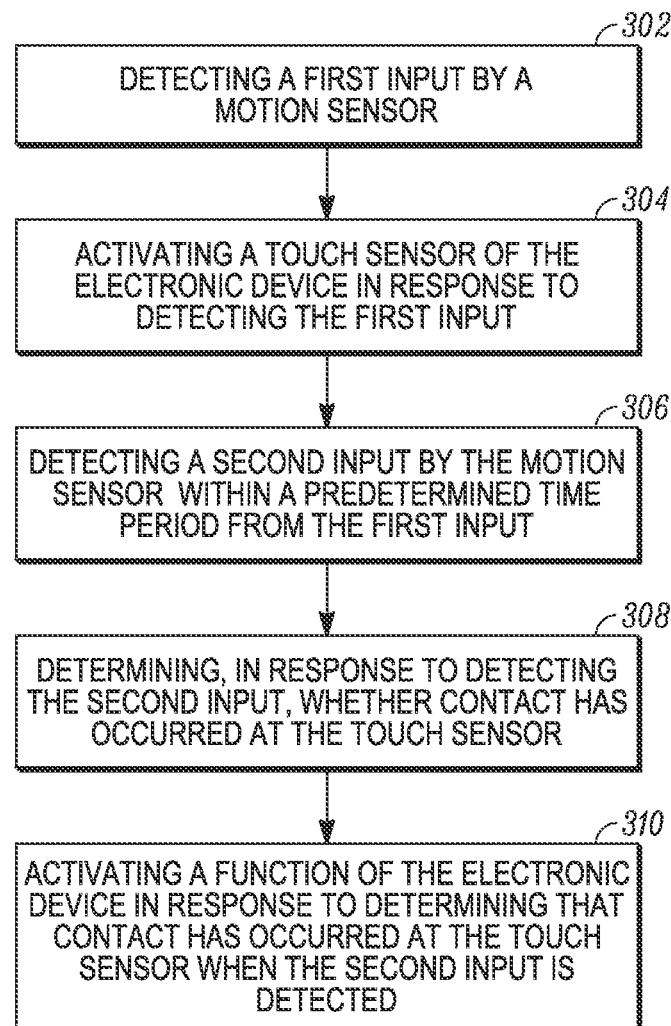 302
DETECTING A FIRST INPUT BY A
MOTION SENSOR
304
ACTIVATING A TOUCH SENSOR OF THE
ELECTRONIC DEVICE IN RESPONSE TO
DETECTING THE FIRST INPUT
306
DETECTING A SECOND INPUT BY THE MOTION
SENSOR WITHIN A PREDETERMINED TIME
PERIOD FROM THE FIRST INPUT
308
DETERMINING, IN RESPONSE TO DETECTING
THE SECOND INPUT, WHETHER CONTACT HAS
OCCURRED AT THE TOUCH SENSOR
310
ACTIVATING A FUNCTION OF THE ELECTRONIC
DEVICE IN RESPONSE TO DETERMINING THAT
CONTACT HAS OCCURRED AT THE TOUCH
SENSOR WHEN THE SECOND INPUT IS
DETECTED